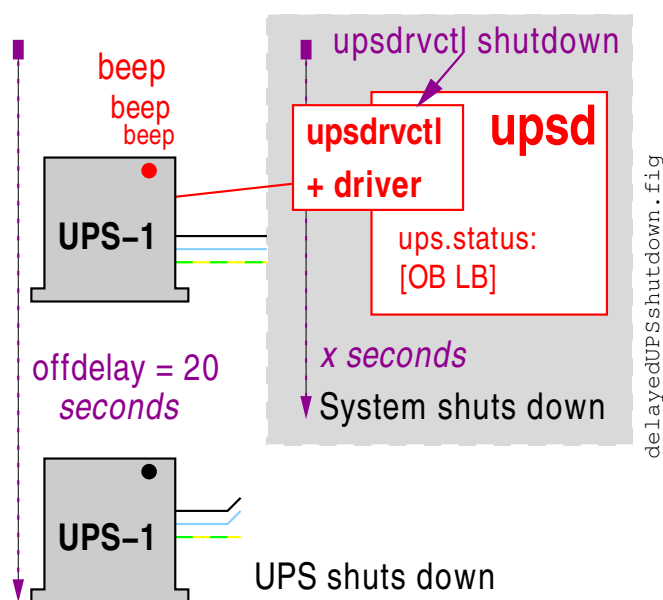 upsdrvctl shutdown
beep
beep
beep
upsdrvctl
+ driver
upsd
UPS–1
ups.status:
[OB LB]
offdelay = 20
seconds
x seconds
System shuts down
UPS–1
UPS shuts down
delayedUPSshutdown.fig